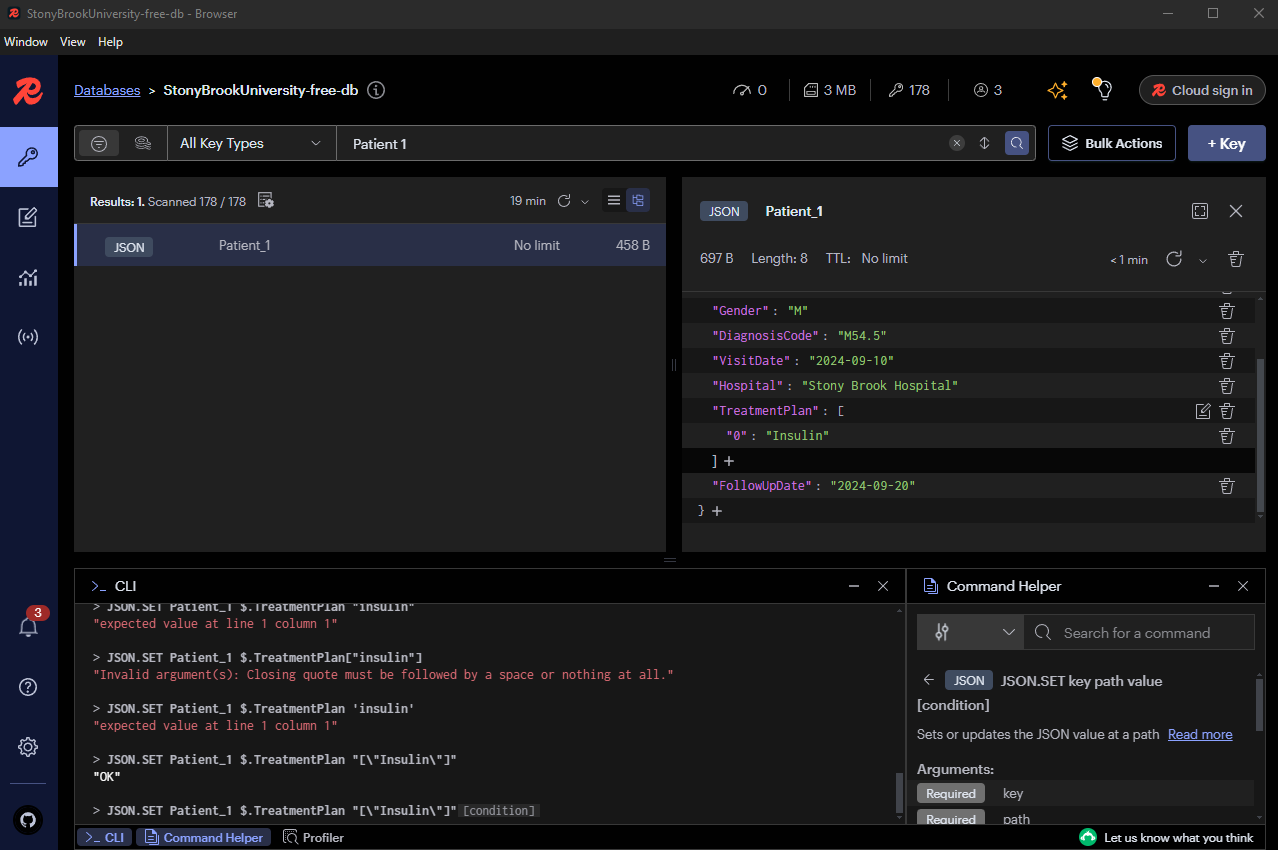 StonyBrookUniversity-free-db - Browser
Window View Help
Databases > StonyBrookUniversity-free-db
0 3 MB 178 3
Cloud sign in
All Key Types
Patient 1
Bulk Actions
+ Key
Results: 1. Scanned 178 / 178
19 min
JSON Patient_1 No limit 458 B
JSON Patient_1
697 B Length: 8 TTL: No limit
< 1 min
"Gender": "M"
"DiagnosisCode": "M54.5"
"VisitDate": "2024-09-10"
"Hospital": "Stony Brook Hospital"
"TreatmentPlan": [
"0": "Insulin"
] +
"FollowUpDate": "2024-09-20"
} +
>_ CLI
> JSON.SET Patient_1 $.TreatmentPlan "insulin"
"expected value at line 1 column 1"
> JSON.SET Patient_1 $.TreatmentPlan["insulin"]
"Invalid argument(s): Closing quote must be followed by a space or nothing at all."
> JSON.SET Patient_1 $.TreatmentPlan 'insulin'
"expected value at line 1 column 1"
> JSON.SET Patient_1 $.TreatmentPlan "[\"Insulin\"]"
"OK"
> JSON.SET Patient_1 $.TreatmentPlan "[\"Insulin\"]" [condition]
Command Helper
Search for a command
JSON JSON.SET key path value
[condition]
Sets or updates the JSON value at a path Read more
Arguments:
Required key
Required path
3
>_ CLI
Command Helper
Profiler
Let us know what you think